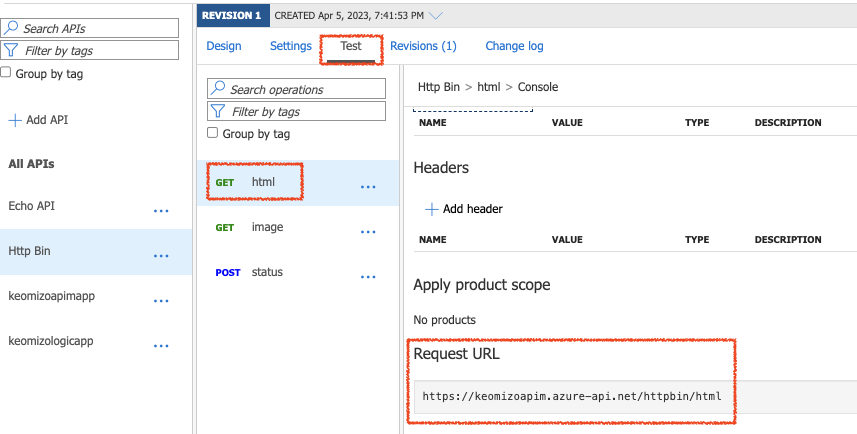 Search APIs
Filter by tags
Group by tag
Add API
All APIs
Echo API
Http Bin
keomizoapimapp
keomizologicapp
REVISION 1 CREATED Apr 5, 2023, 7:41:53 PM
Design Settings Test Revisions (1) Change log
Search operations
Filter by tags
Group by tag
GET html
GET image
POST status
Http Bin > html > Console
NAME VALUE TYPE DESCRIPTION
Headers
Add header
NAME VALUE TYPE DESCRIPTION
Apply product scope
No products
Request URL
https://keomizoapim.azure-api.net/httpbin/html